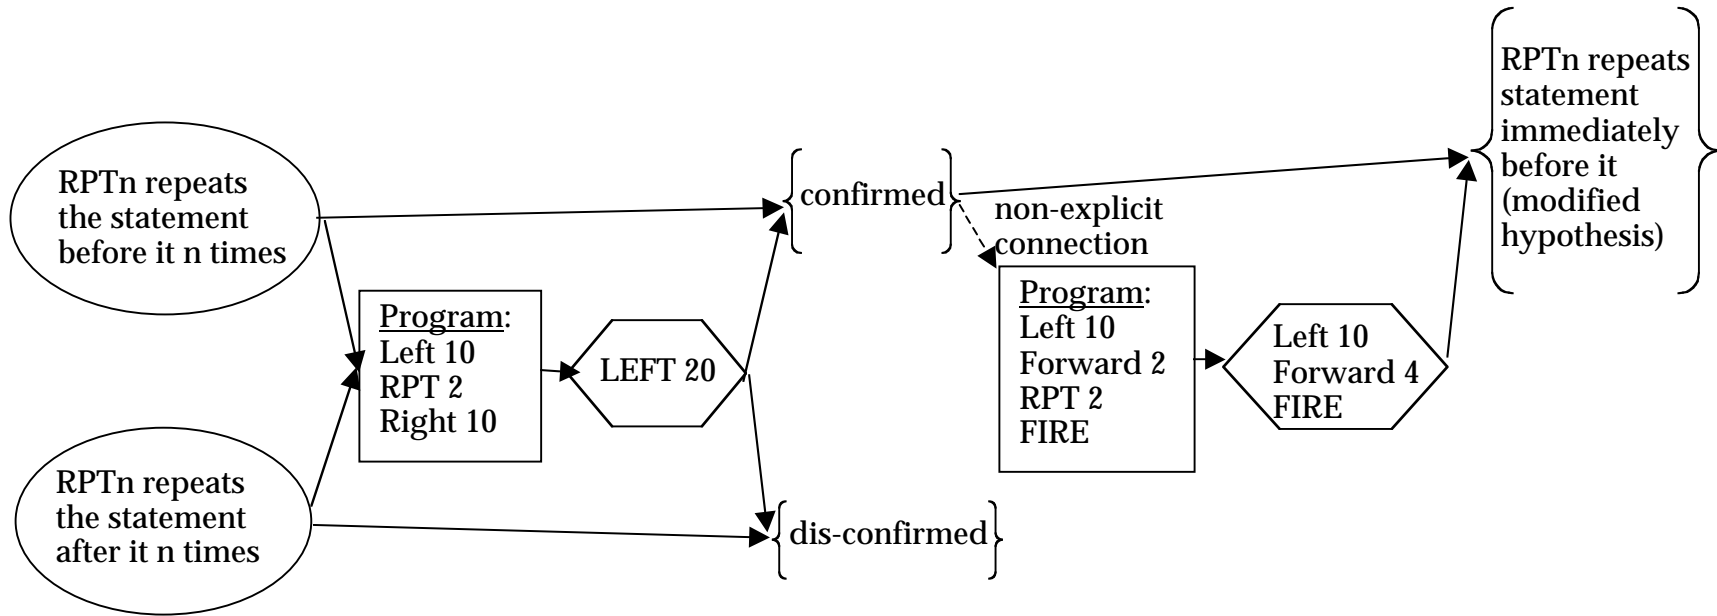 RPTn repeats
the statement
before it n times
RPTn repeats
the statement
after it n times
Program:
Left 10
RPT 2
Right 10
LEFT 20
confirmed
dis-confirmed
non-explicit
connection
Program:
Left 10
Forward 2
RPT 2
FIRE
Left 10
Forward 4
FIRE
RPTn repeats
statement
immediately
before it
(modified
hypothesis)